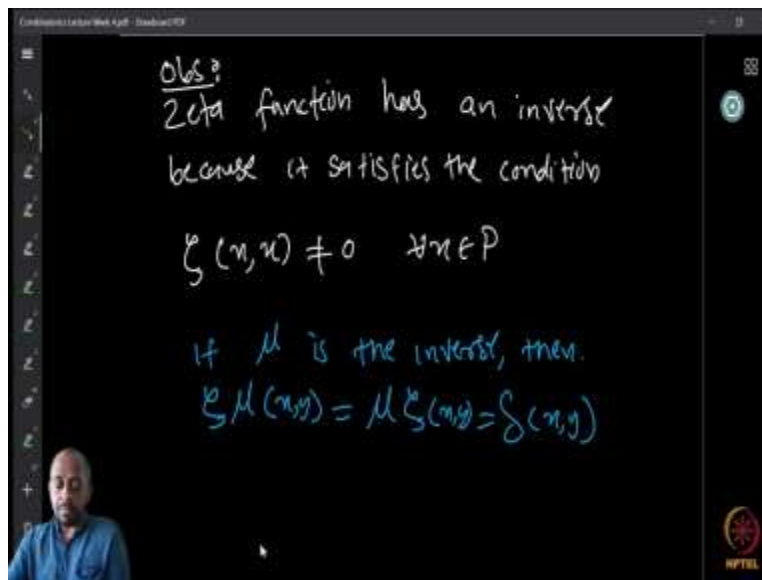 Obs:
Zeta function has an inverse
because it satisfies the condition
ζ(x,x) ≠ 0 ∀x ∈ P
If μ is the inverse, then.
ζμ(x,y) = μζ(x,y) = δ(x,y)
NPTEL